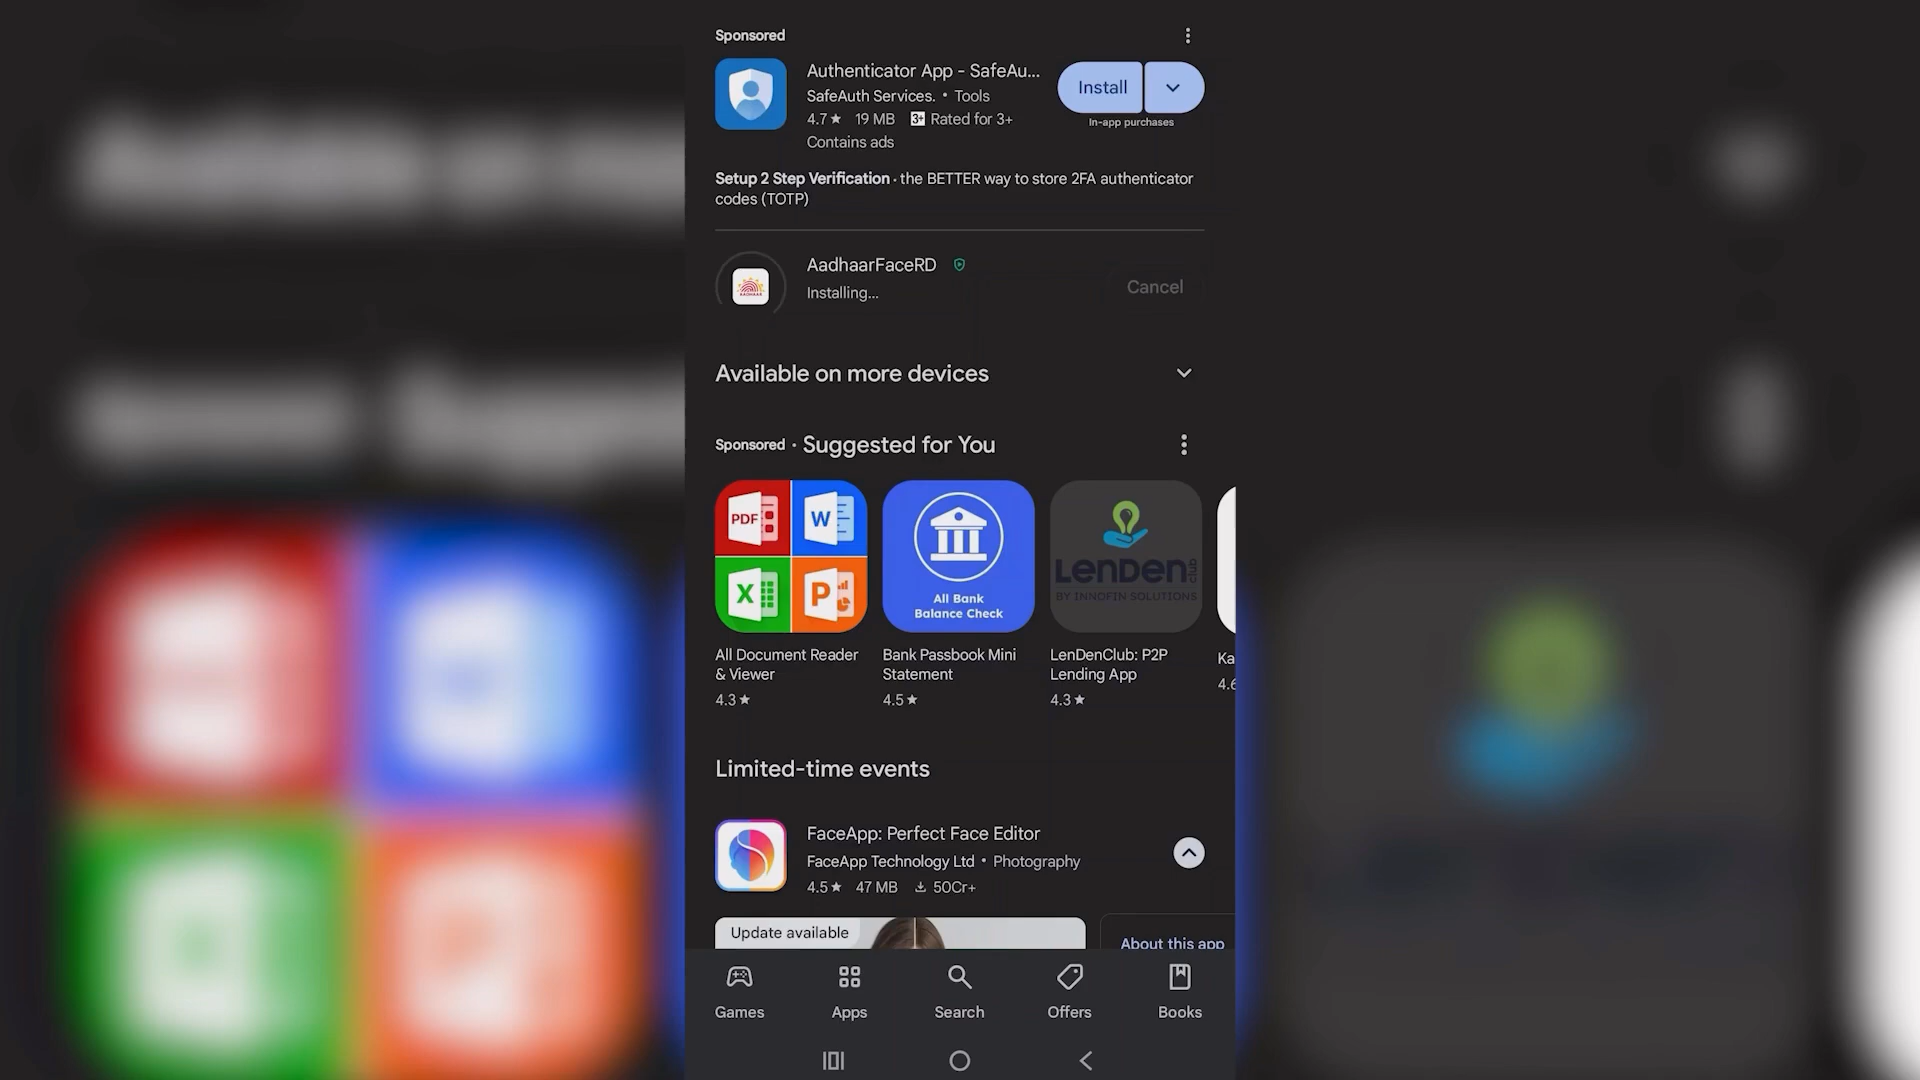 Sponsored
Authenticator App - SafeAu...
SafeAuth Services. • Tools
4.7★ 19 MB 3+ Rated for 3+
Contains ads
Install
In-app purchases
Setup 2 Step Verification · the BETTER way to store 2FA authenticator
codes (TOTP)
AADHAAR
AadhaarFaceRD
Installing...
Cancel
Available on more devices
Sponsored · Suggested for You
PDF
W
X
P
All Bank
Balance Check
LenDen club
BY INNOFIN SOLUTIONS
All Document Reader
& Viewer
4.3★
Bank Passbook Mini
Statement
4.5★
LenDenClub: P2P
Lending App
4.3★
Ka
4.6
Limited-time events
FaceApp: Perfect Face Editor
FaceApp Technology Ltd • Photography
4.5★ 47 MB 50Cr+
Update available
About this app
Games
Apps
Search
Offers
Books